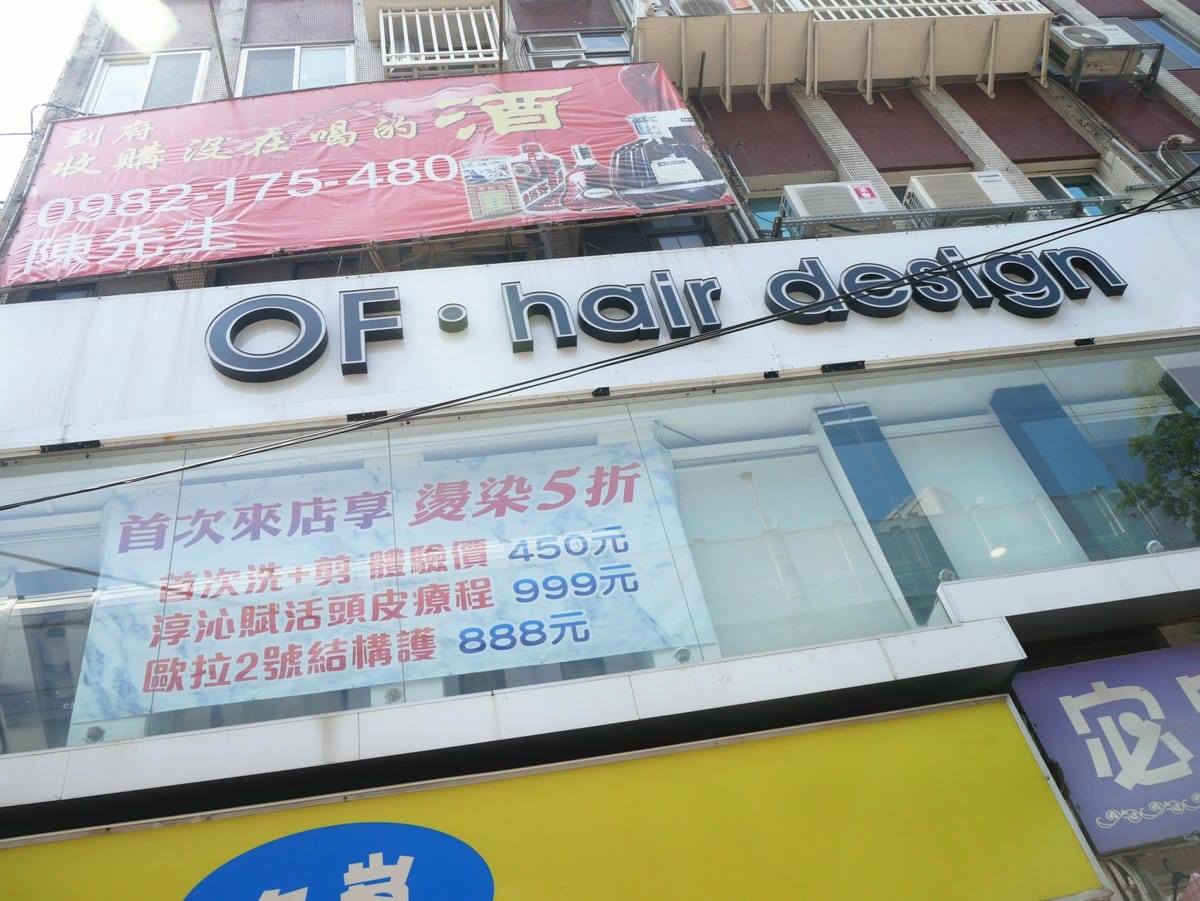 到府
收購 沒在喝的 酒
0982-175-480
陳先生
OF · hair design
首次來店享 燙染5折
首次洗+剪 體驗價 450元
淳沁賦活頭皮療程 999元
歐拉2號結構護 888元
宓